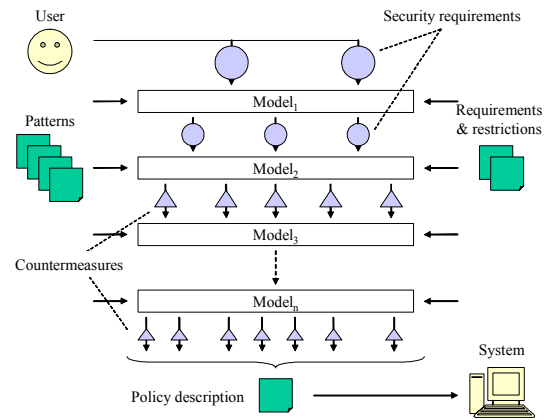 User
Security requirements
Model1
Patterns
Requirements
& restrictions
Model2
Model3
Countermeasures
Modeln
System
Policy description